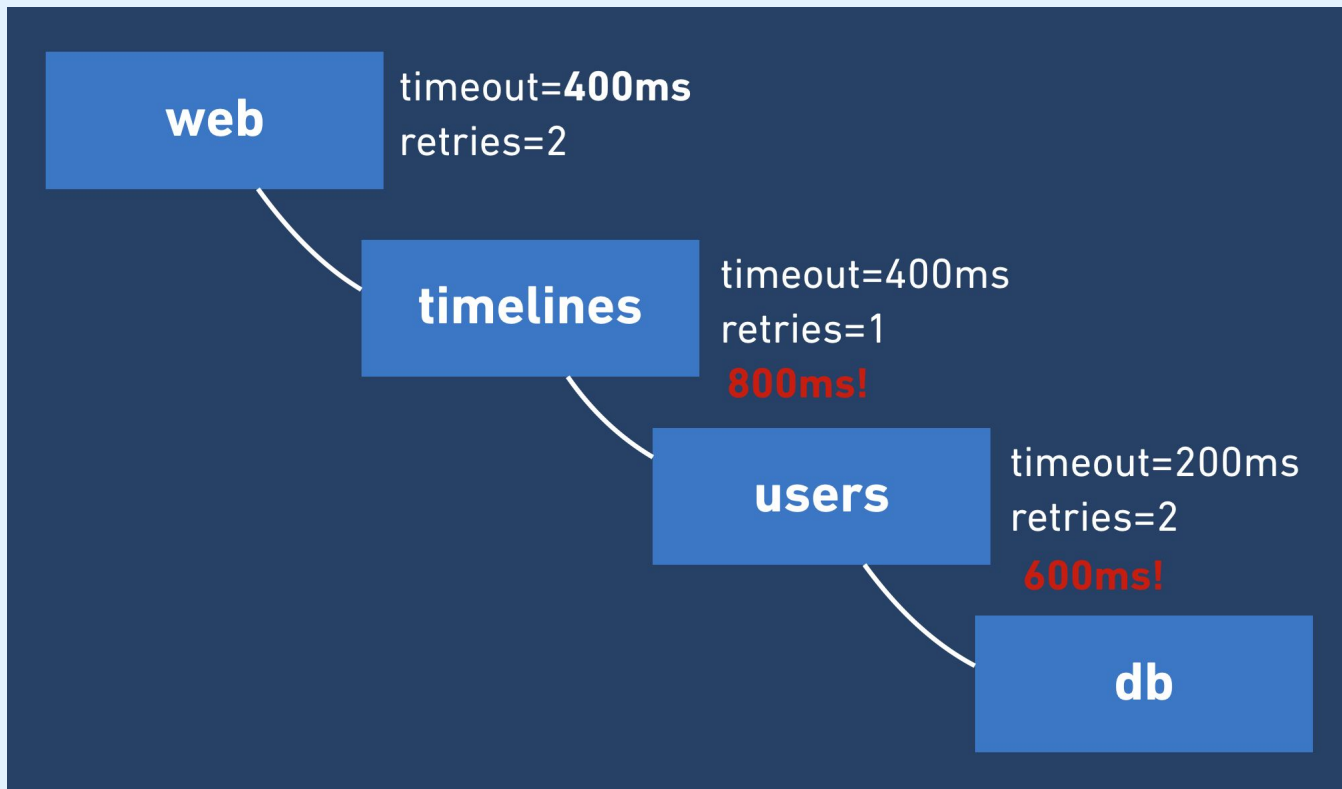 web
timeout=400ms
retries=2
timelines
timeout=400ms
retries=1
800ms!
users
timeout=200ms
retries=2
600ms!
db